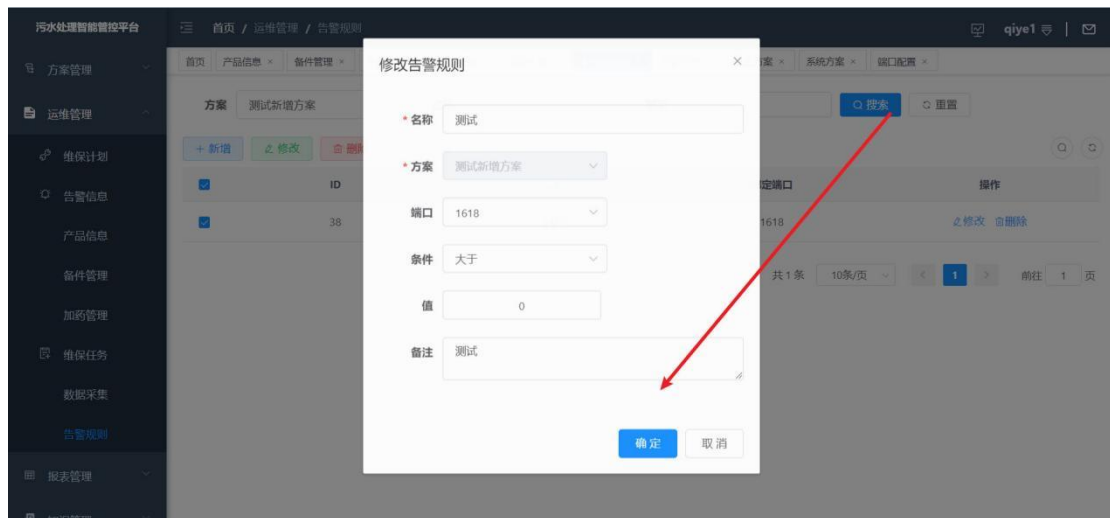 污水处理智能管控平台
首页 / 运维管理 / 告警规则
qiye1
方案管理
运维管理
维保计划
告警信息
产品信息
备件管理
加药管理
维保任务
数据采集
告警规则
报表管理
首页 产品信息 × 备件管理 ×
案 × 系统方案 × 端口配置 ×
方案 测试新增方案
搜索 重置
+ 新增 修改 删
ID 定端口 操作
38 1618 修改 删除
共 1 条 10条/页 < 1 > 前往 1 页
修改告警规则 ×
* 名称 测试
* 方案 测试新增方案
端口 1618
条件 大于
值 0
备注 测试
确 定 取 消